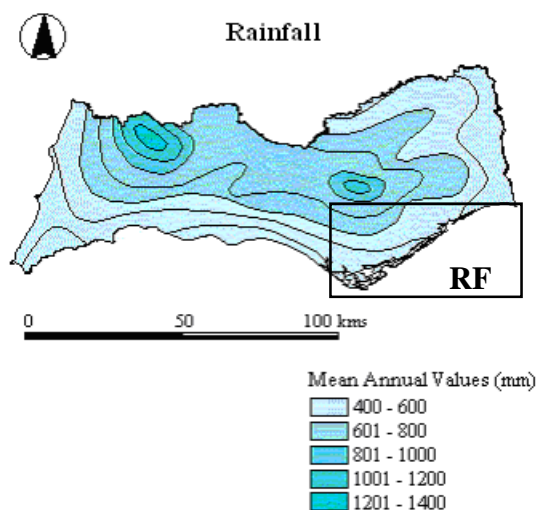 Rainfall
RF
0 50 100 kms
Mean Annual Values (mm)
400 - 600
601 - 800
801 - 1000
1001 - 1200
1201 - 1400